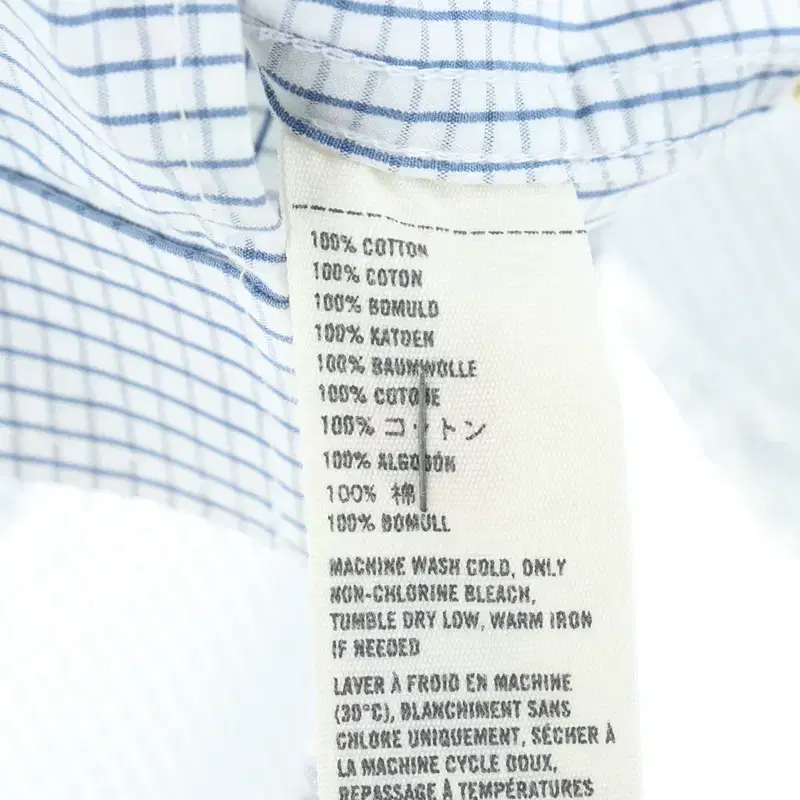 100% COTTON
100% COTON
100% BOMULD
100% KATOEN
100% BAUMWOLLE
100% COTONE
100% コットン
100% ALGODÓN
100% 棉
100% BOMULL
MACHINE WASH COLD, ONLY
NON-CHLORINE BLEACH,
TUMBLE DRY LOW, WARM IRON
IF NEEDED
LAVER À FROID EN MACHINE
(30°C), BLANCHIMENT SANS
CHLORE UNIQUEMENT, SÉCHER À
LA MACHINE CYCLE DOUX,
REPASSAGE À TEMPÉRATURES